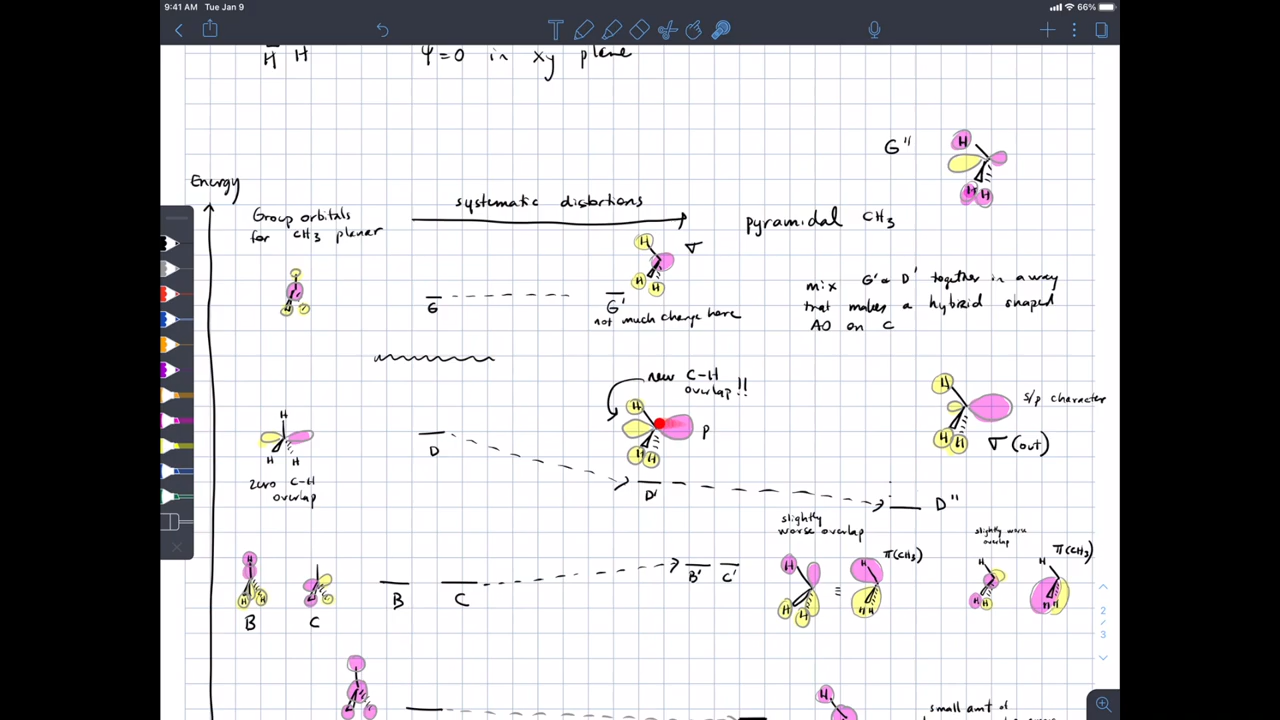 9:41 AM Tue Jan 9
66%
H H
Ψ=0 in xy plane
G"
H
H H
Energy
systematic distortions
Group orbitals
for CH3 planar
pyramidal CH3
H σ
H H
G
G'
not much change here
mix G' & D' together in a way
that makes a hybrid shaped
AO on C
new C-H
overlap!!
H
H H
p
H
H H
zero C-H
overlap
D
D'
H
s/p character
H H
σ (out)
D"
slightly
worse overlap
π(CH3)
H
H
H H
≡
H H
slightly worse
overlap
π(CH3)
H
H
H H
H H
H
H H
B
C
B C
B' C'
2
/
3
H
small amt of